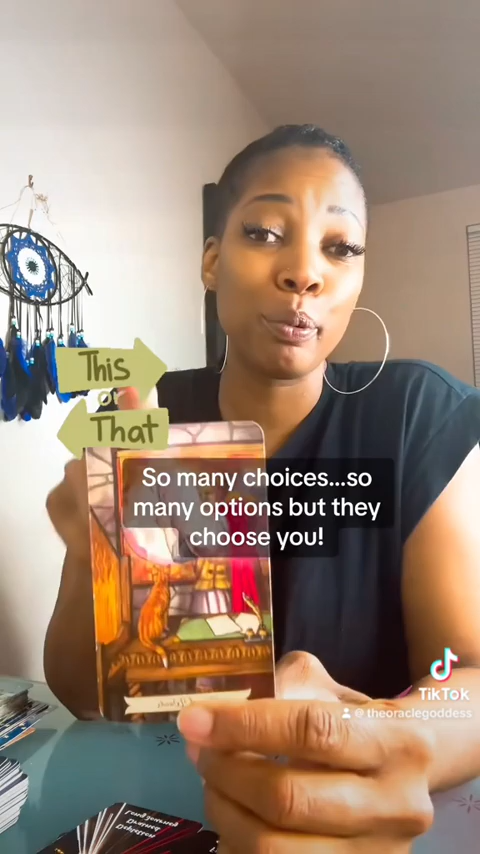 This
or
That
So many choices...so
many options but they
choose you!
TikTok
@theoraclegoddess